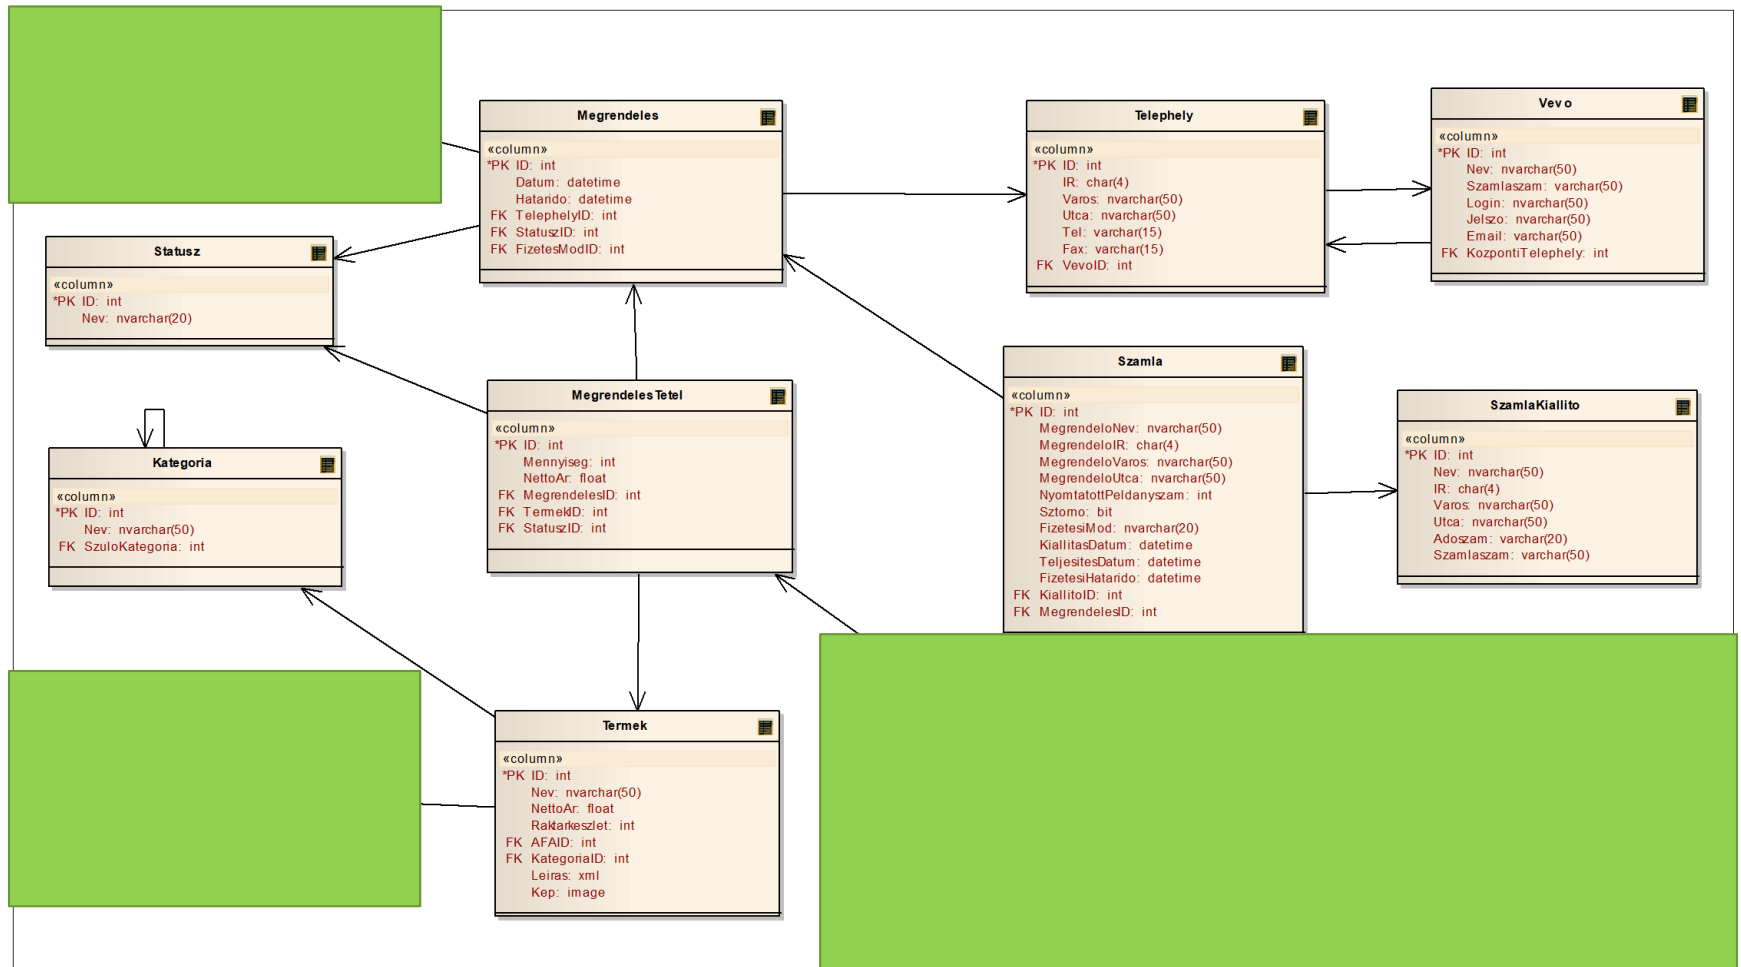 Megrendeles
«column»
*PK ID: int
Datum: datetime
Hatarido: datetime
FK TelephelyID: int
FK StatuszID: int
FK FizetesModID: int
Telephely
«column»
*PK ID: int
IR: char(4)
Varos: nvarchar(50)
Utca: nvarchar(50)
Tel: varchar(15)
Fax: varchar(15)
FK VevoID: int
Vevo
«column»
*PK ID: int
Nev: nvarchar(50)
Szamlaszam: varchar(50)
Login: nvarchar(50)
Jelszo: nvarchar(50)
Email: varchar(50)
FK KozpontiTelephely: int
Statusz
«column»
*PK ID: int
Nev: nvarchar(20)
MegrendelesTetel
«column»
*PK ID: int
Mennyiseg: int
NettoAr: float
FK MegrendelesID: int
FK TermekID: int
FK StatuszID: int
Szamla
«column»
*PK ID: int
MegrendeloNev: nvarchar(50)
MegrendeloIR: char(4)
MegrendeloVaros: nvarchar(50)
MegrendeloUtca: nvarchar(50)
NyomtatottPeldanyszam: int
Sztorno: bit
FizetesiMod: nvarchar(20)
KiallitasDatum: datetime
TeljesitesDatum: datetime
FizetesiHatarido: datetime
FK KiallitoID: int
FK MegrendelesID: int
SzamlaKiallito
«column»
*PK ID: int
Nev: nvarchar(50)
IR: char(4)
Varos: nvarchar(50)
Utca: nvarchar(50)
Adoszam: varchar(20)
Szamlaszam: varchar(50)
Kategoria
«column»
*PK ID: int
Nev: nvarchar(50)
FK SzuloKategoria: int
Termek
«column»
*PK ID: int
Nev: nvarchar(50)
NettoAr: float
Raktarkeszlet: int
FK AFAID: int
FK KategoriaID: int
Leiras: xml
Kep: image